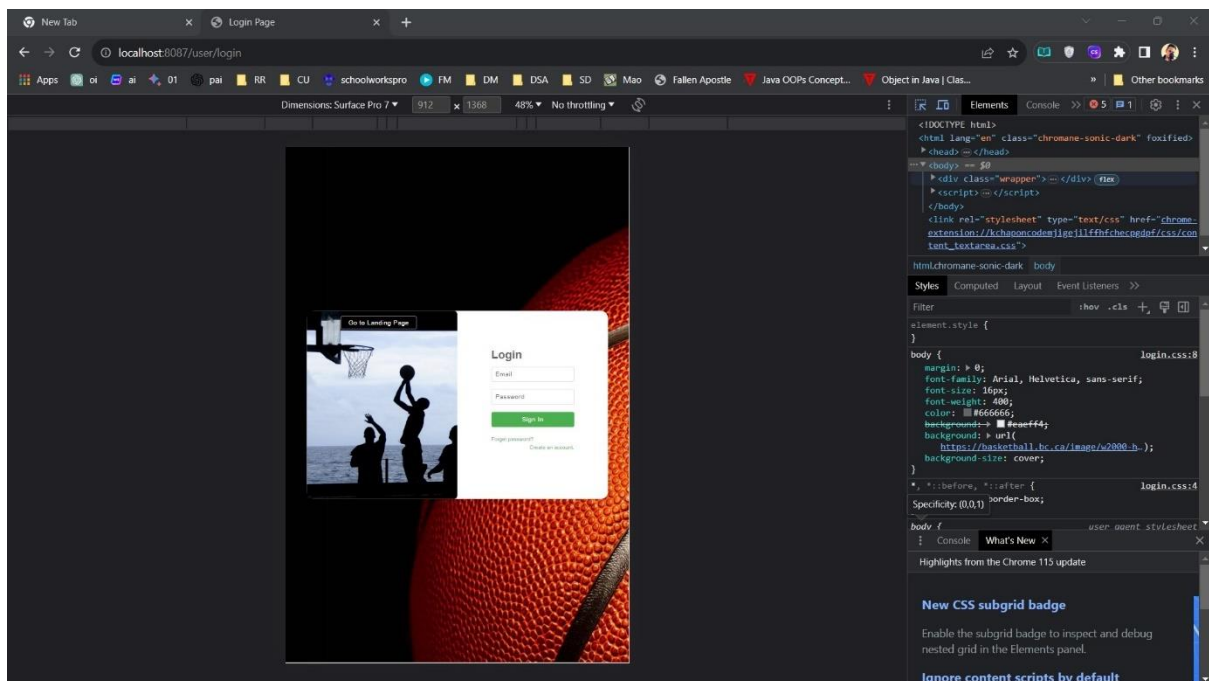 New Tab
Login Page
localhost:8087/user/login
Apps oi ai 01 pai RR CU schoolworkspro FM DM DSA SD Mao Fallen Apostle Java OOPs Concept... Object in Java | Clas... » Other bookmarks
Dimensions: Surface Pro 7 912 x 1368 48% No throttling
Elements Console » 5 1
<!DOCTYPE html>
<html lang="en" class="chromane-sonic-dark" foxified>
<head> … </head>
<body> == $0
<div class="wrapper"> … </div> flex
<script> … </script>
</body>
<link rel="stylesheet" type="text/css" href="chrome-
extension://kchaponcodemjigejilffhfchecpgdpf/css/con
tent_textarea.css">
html.chromane-sonic-dark body
Styles Computed Layout Event Listeners »
Filter :hov .cls
element.style {
}
body { login.css:8
margin: 0;
font-family: Arial, Helvetica, sans-serif;
font-size: 16px;
font-weight: 400;
color: #666666;
background: #eaeff4;
background: url(
https://basketball.bc.ca/image/w2000-h…);
background-size: cover;
}
*, *::before, *::after { login.css:4
border-box;
Specificity: (0,0,1)
body { user agent stylesheet
Console What's New
Highlights from the Chrome 115 update
New CSS subgrid badge
Enable the subgrid badge to inspect and debug
nested grid in the Elements panel.
Ignore content scripts by default
Go to Landing Page
Login
Email
Password
Sign In
Forgot password?
Create an account.